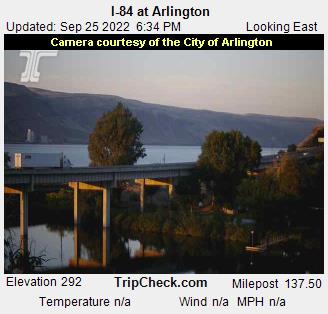 I-84 at Arlington
Updated: Sep 25 2022 6:34 PM Looking East
Camera courtesy of the City of Arlington
Elevation 292 TripCheck.com Milepost 137.50
Temperature n/a Wind n/a MPH n/a